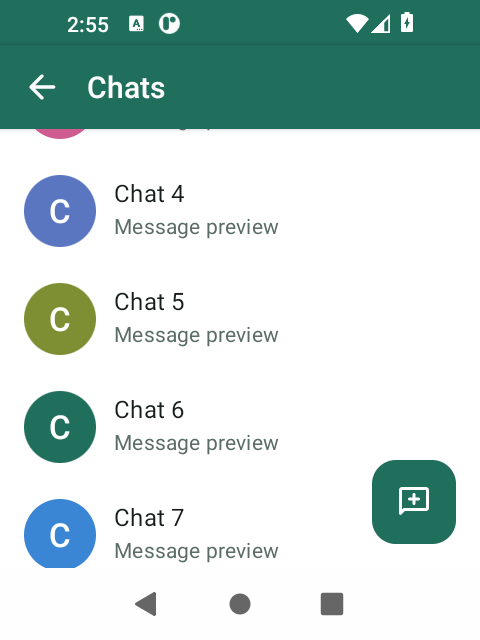 2:55
Chats
Chat 4
C
Message preview
Chat 5
C
Message preview
Chat 6
C
Message preview
Chat 7
C
Message preview